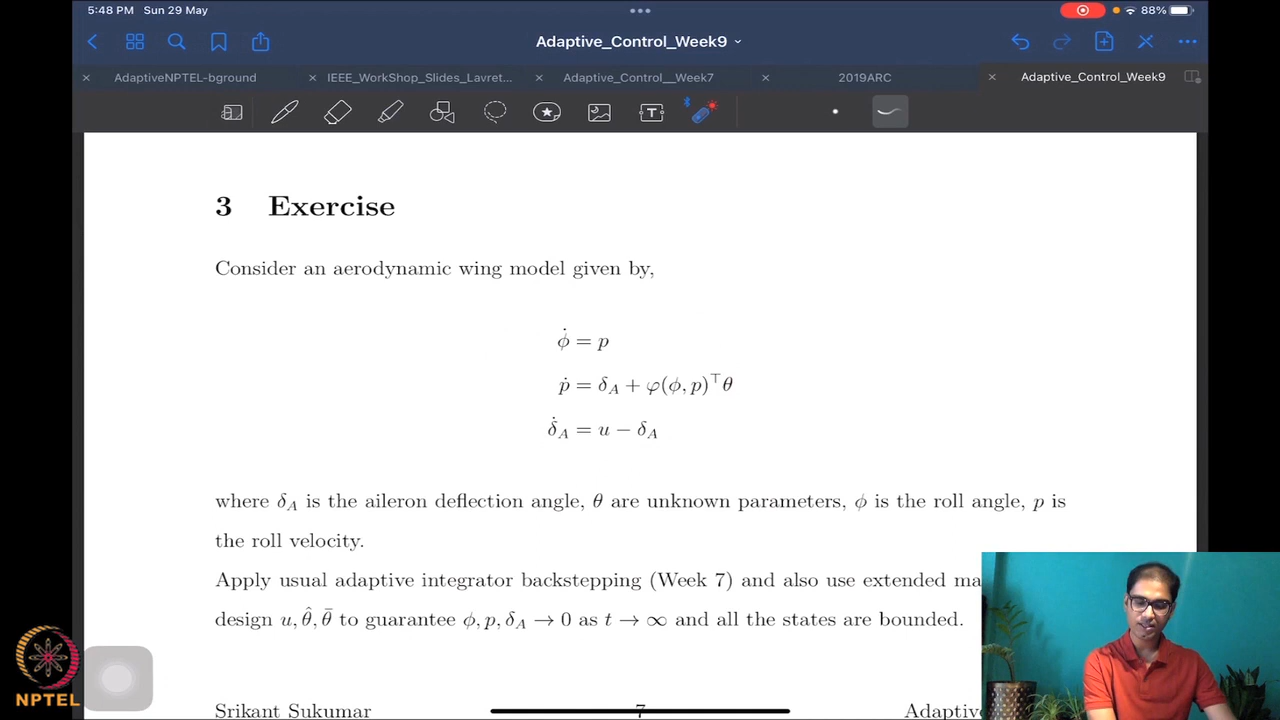 5:48 PM Sun 29 May
88%
Adaptive_Control_Week9
AdaptiveNPTEL-bground
IEEE_WorkShop_Slides_Lavret...
Adaptive_Control__Week7
2019ARC
Adaptive_Control_Week9
3 Exercise
Consider an aerodynamic wing model given by,
ϕ̇ = p
ṗ = δ_A + φ(ϕ, p)^⊤θ
δ̇_A = u − δ_A
where δ_A is the aileron deflection angle, θ are unknown parameters, ϕ is the roll angle, p is
the roll velocity.
Apply usual adaptive integrator backstepping (Week 7) and also use extended ma
design u, θ̂, θ̄ to guarantee ϕ, p, δ_A → 0 as t → ∞ and all the states are bounded.
Srikant Sukumar
7
Adaptive
NPTEL